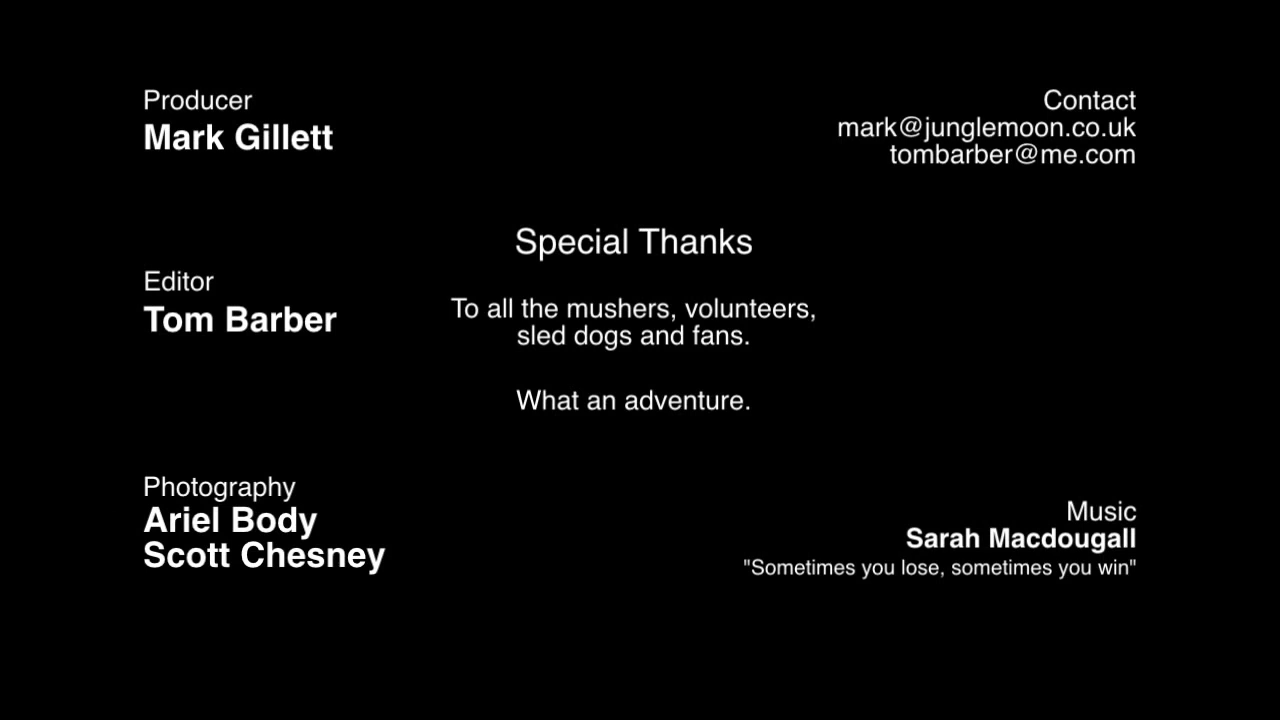 Producer
Mark Gillett
Contact
mark@junglemoon.co.uk
tombarber@me.com
Special Thanks
To all the mushers, volunteers,
sled dogs and fans.
What an adventure.
Editor
Tom Barber
Photography
Ariel Body
Scott Chesney
Music
Sarah Macdougall
"Sometimes you lose, sometimes you win"